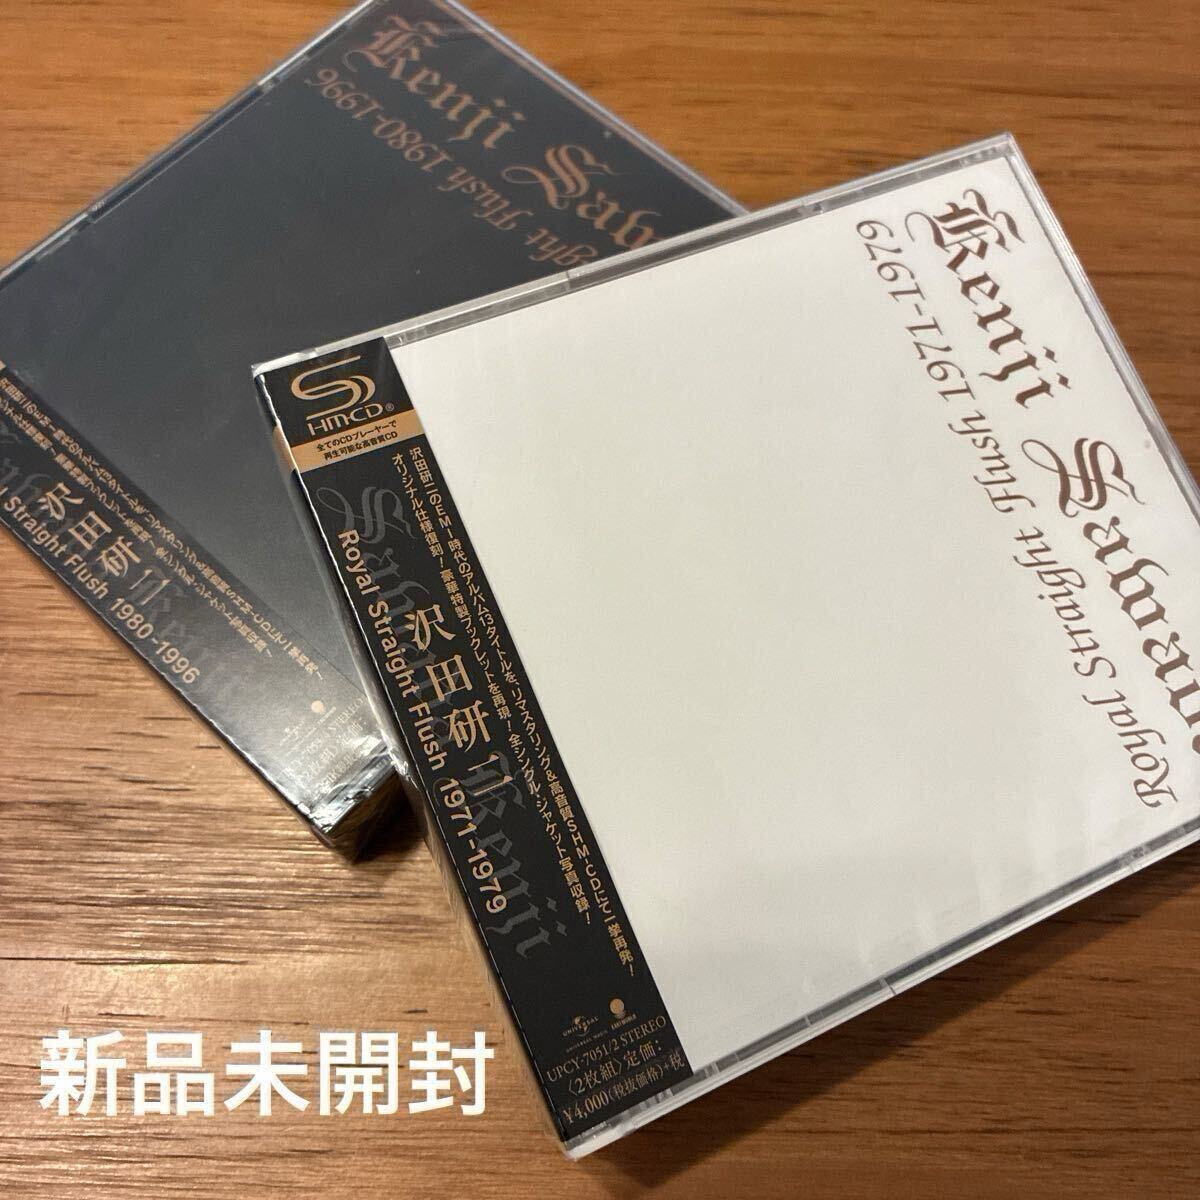 Kenji Saw
ght Flush 1980-1996
沢田研二
Straight Flush 1980-1996
SHM-CD®
全てのCDプレーヤーで
再生可能な高音質CD
沢田研二のEMI時代のアルバム13タイトルを、リマスタリング&高音質SHM-CDにて一挙再発!
オリジナル仕様復刻!豪華特製ブックレットを再現!全シングル・ジャケット写真収録!
沢田研二
Kenji
Royal Straight Flush 1971-1979
UNIVERSAL
UNIVERSAL MUSIC
UPCY-7051/2 STEREO
〈2枚組〉定価:
¥4,000(税抜価格)+税
Kenji Sawa
Royal Straight Flush 1971-1979
新品未開封